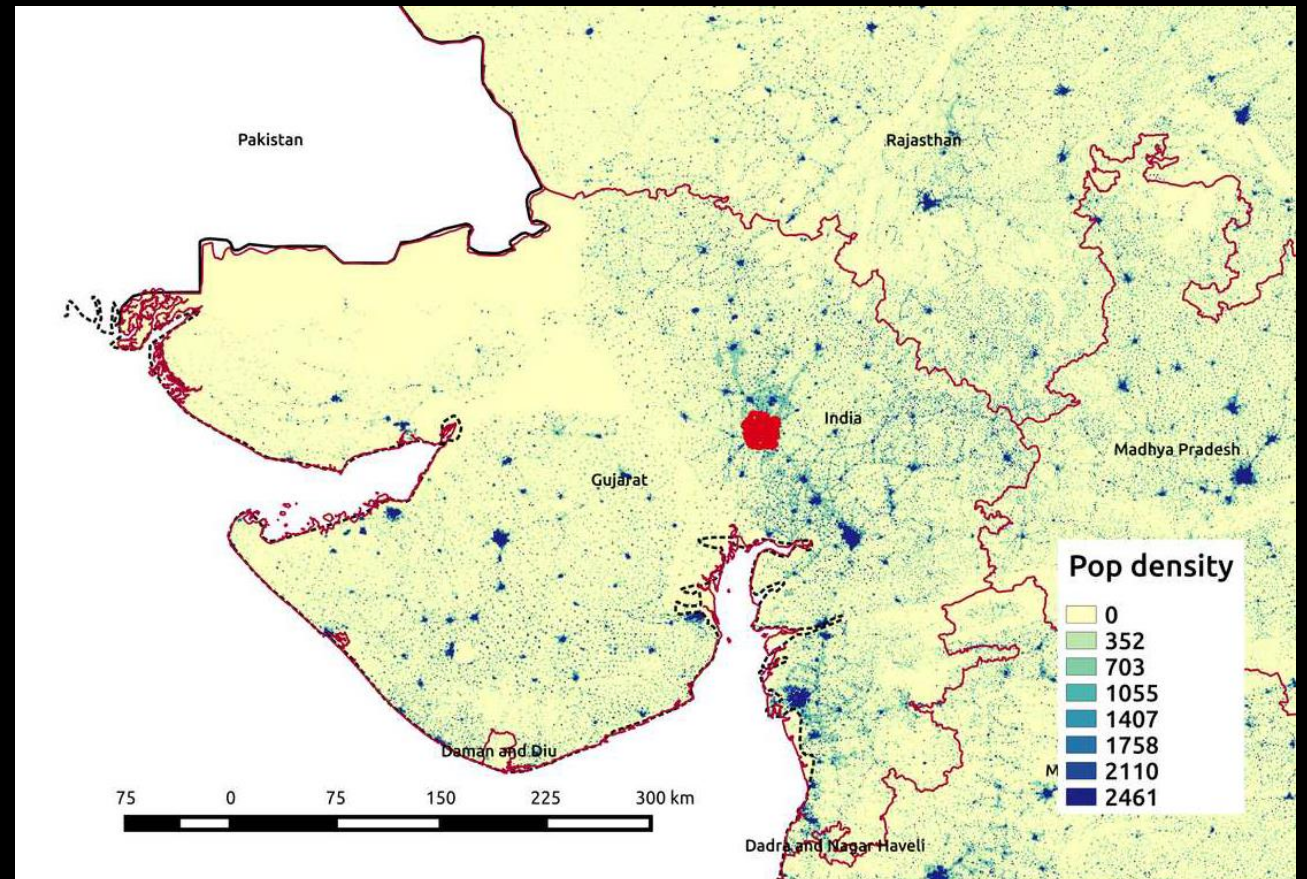 Pakistan
Rajasthan
India
Madhya Pradesh
Gujarat
Pop density
0
352
703
1055
1407
1758
2110
2461
Daman and Diu
M
75 0 75 150 225 300 km
Dadra and Nagar Haveli